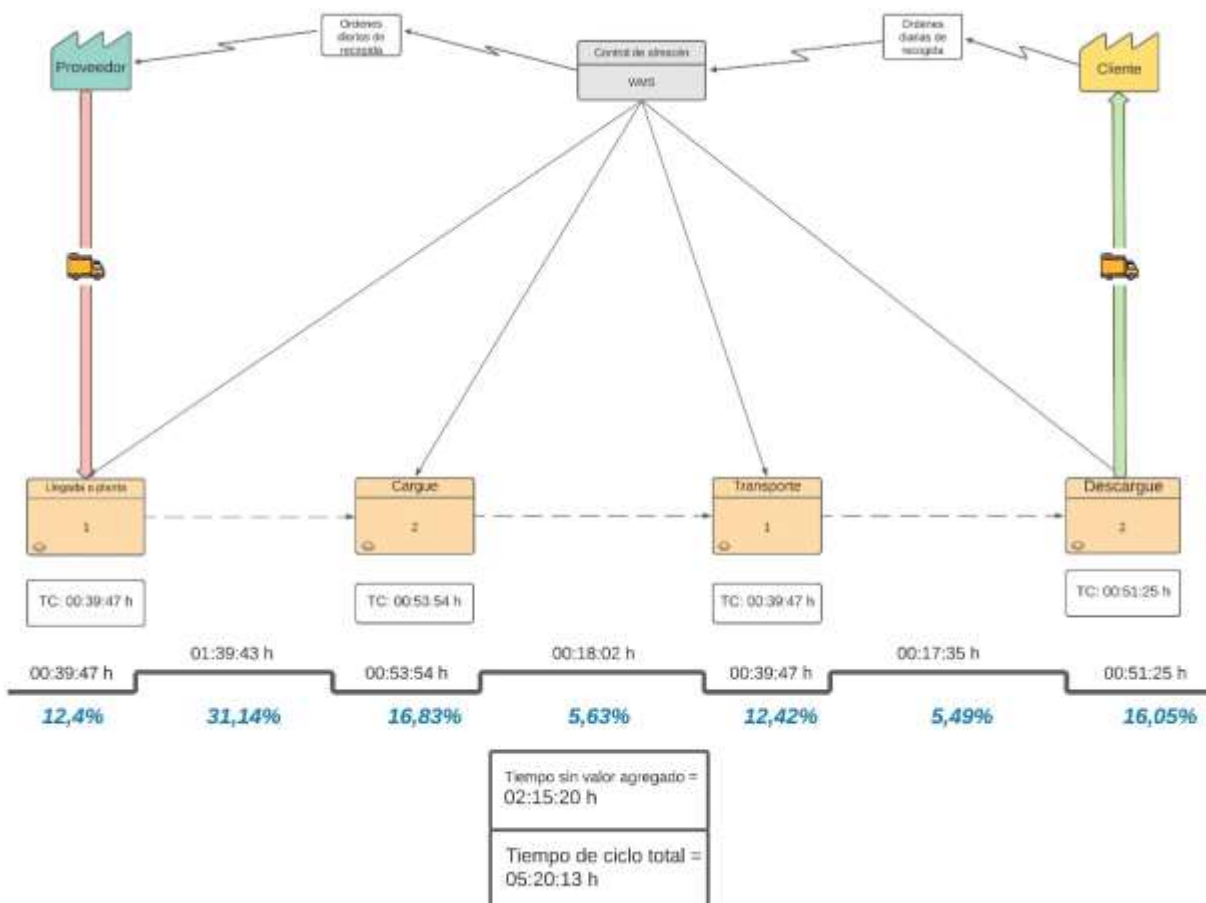 Ordenes
diarias de
recogida
Ordenes
diarias de
recogida
Proveedor
Control de almacén
WMS
Cliente
Llegada a planta
1
Cargue
2
Transporte
1
Descargue
2
TC: 00:39:47 h
TC: 00:53:54 h
TC: 00:39:47 h
TC: 00:51:25 h
01:39:43 h
00:18:02 h
00:17:35 h
00:39:47 h
00:53:54 h
00:39:47 h
00:51:25 h
12,4%
31,14%
16,83%
5,63%
12,42%
5,49%
16,05%
Tiempo sin valor agregado =
02:15:20 h
Tiempo de ciclo total =
05:20:13 h